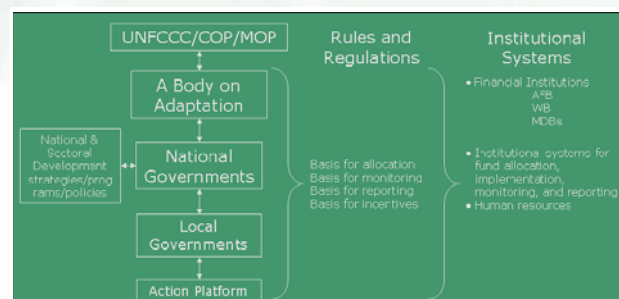 UNFCCC/COP/MOP
A Body on
Adaptation
National &
Sectoral
Development
strategies/prog
rams/policies
National
Governments
Local
Governments
Action Platform
Rules and
Regulations
Basis for allocation
Basis for monitoring
Basis for reporting
Basis for incentives
Institutional
Systems
• Financial Institutions
AFB
WB
MDBs
• Institutional systems for
fund allocation,
implementation,
monitoring, and reporting
• Human resources